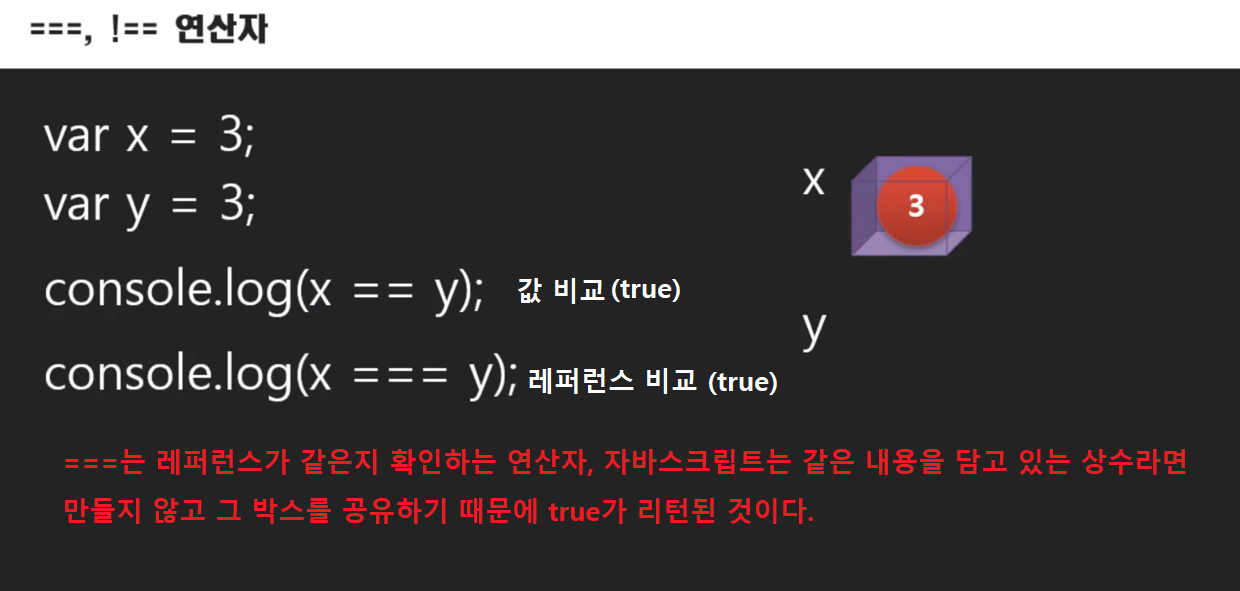 ===, !== 연산자
var x = 3;
var y = 3;
x
3
console.log(x == y); 값 비교(true)
y
console.log(x === y); 레퍼런스 비교 (true)
===는 레퍼런스가 같은지 확인하는 연산자, 자바스크립트는 같은 내용을 담고 있는 상수라면
만들지 않고 그 박스를 공유하기 때문에 true가 리턴된 것이다.